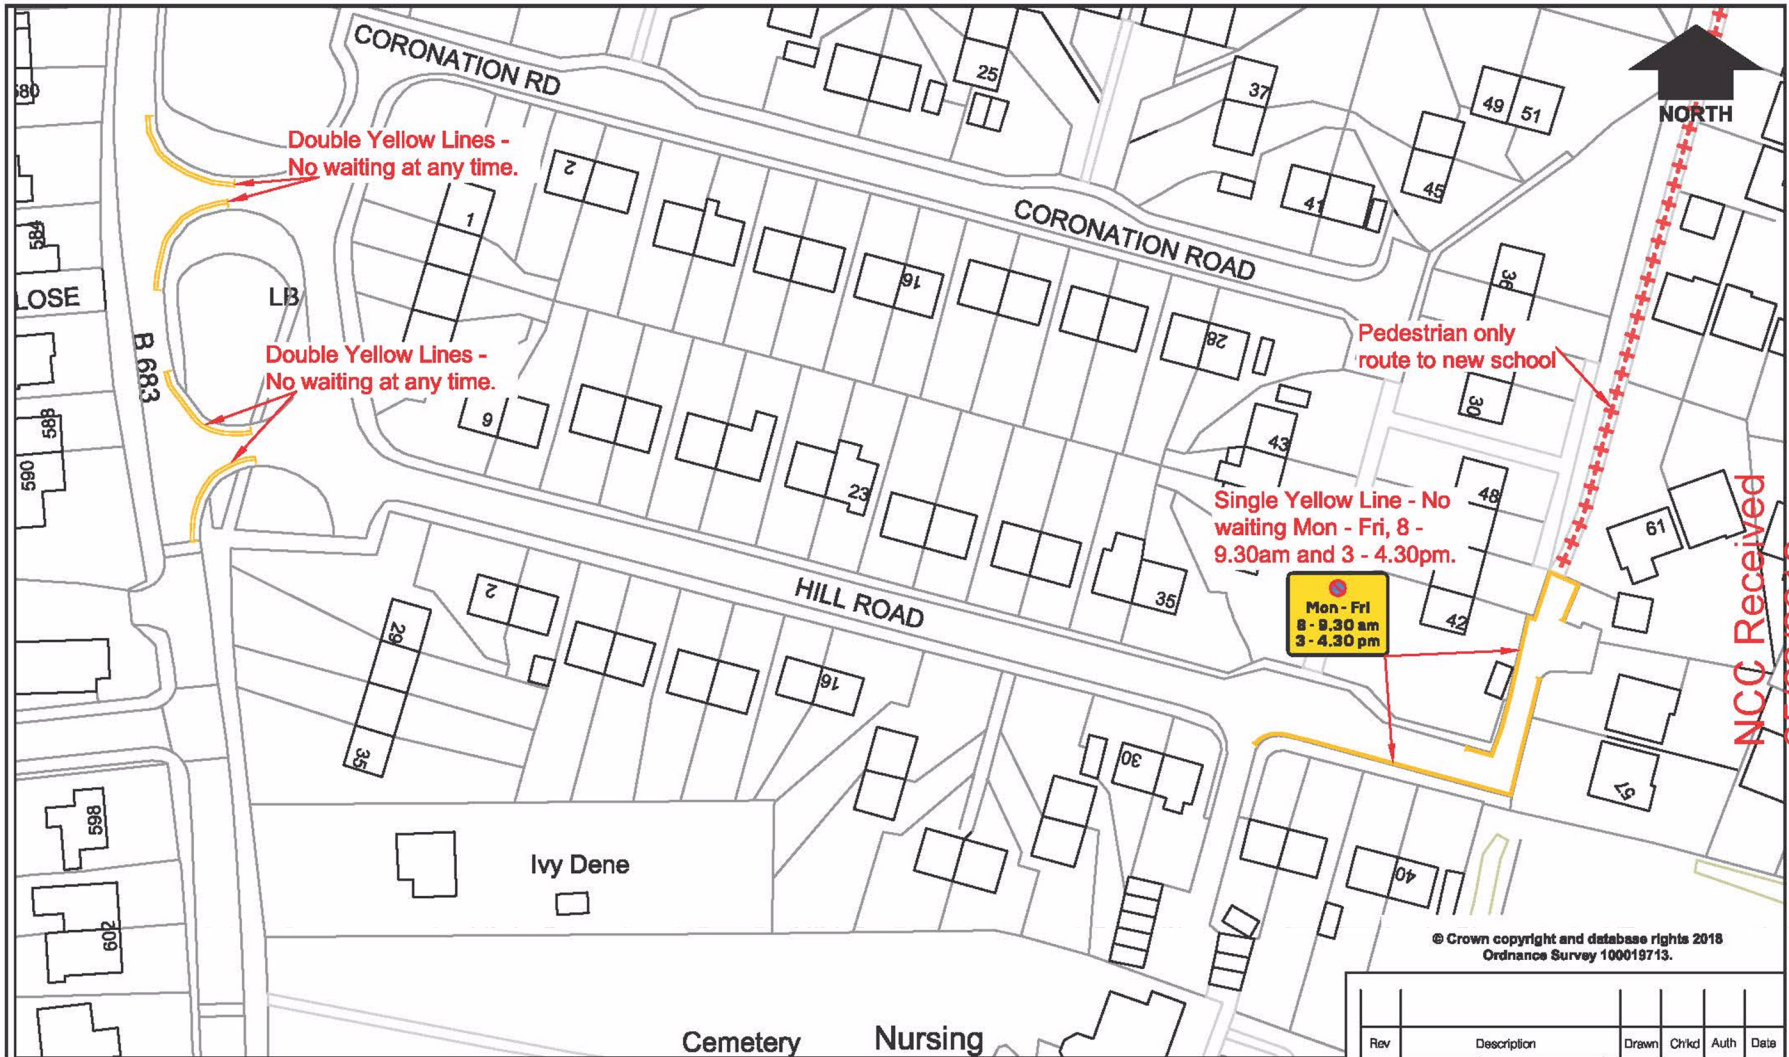 CORONATION RD
25
37
49 51
NORTH
580
Double Yellow Lines -
No waiting at any time.
2
1
45
41
584
CORONATION ROAD
16
36
LOSE
LB
28
Pedestrian only
route to new school
B 683
Double Yellow Lines -
No waiting at any time.
30
588
9
43
590
23
48
Single Yellow Line - No
waiting Mon - Fri, 8 -
9.30am and 3 - 4.30pm.
61
NCC Received
35
HILL ROAD
Mon - Fri
8 - 9.30 am
3 - 4.30 pm
42
2
29
16
35
30
57
598
Ivy Dene
40
602
© Crown copyright and database rights 2018
Ordnance Survey 100019713.
Cemetery
Nursing
Rev Description Drawn Ch'kd Auth Date